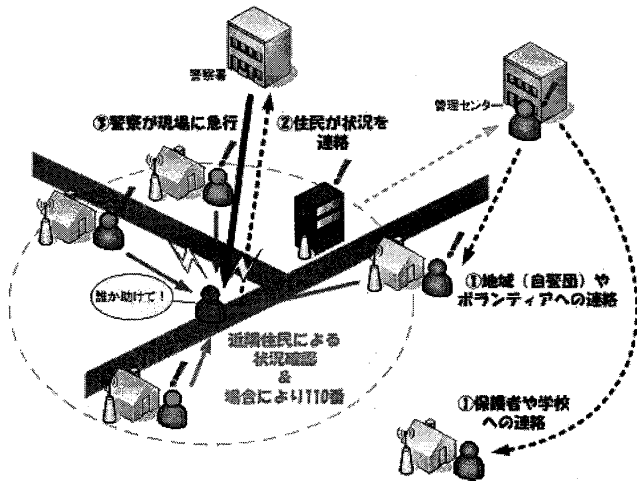 警察署
管理センター
③警察が現場に急行
②住民が状況を
連絡
誰か助けて!
①地域(自警団)や
ボランティアへの連絡
近隣住民による
状況確認
&
場合により110番
①保護者や学校
への連絡